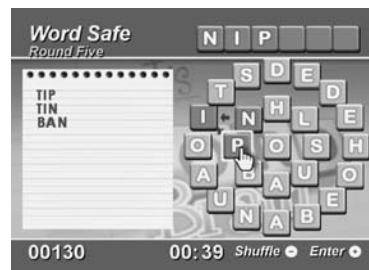 Word Safe
Round Five
N I P
TIP
TIN
BAN
S D E
T H D
I N L E
O P O S H
A B A U O
U E
N A B
00130 00:39 Shuffle - Enter +